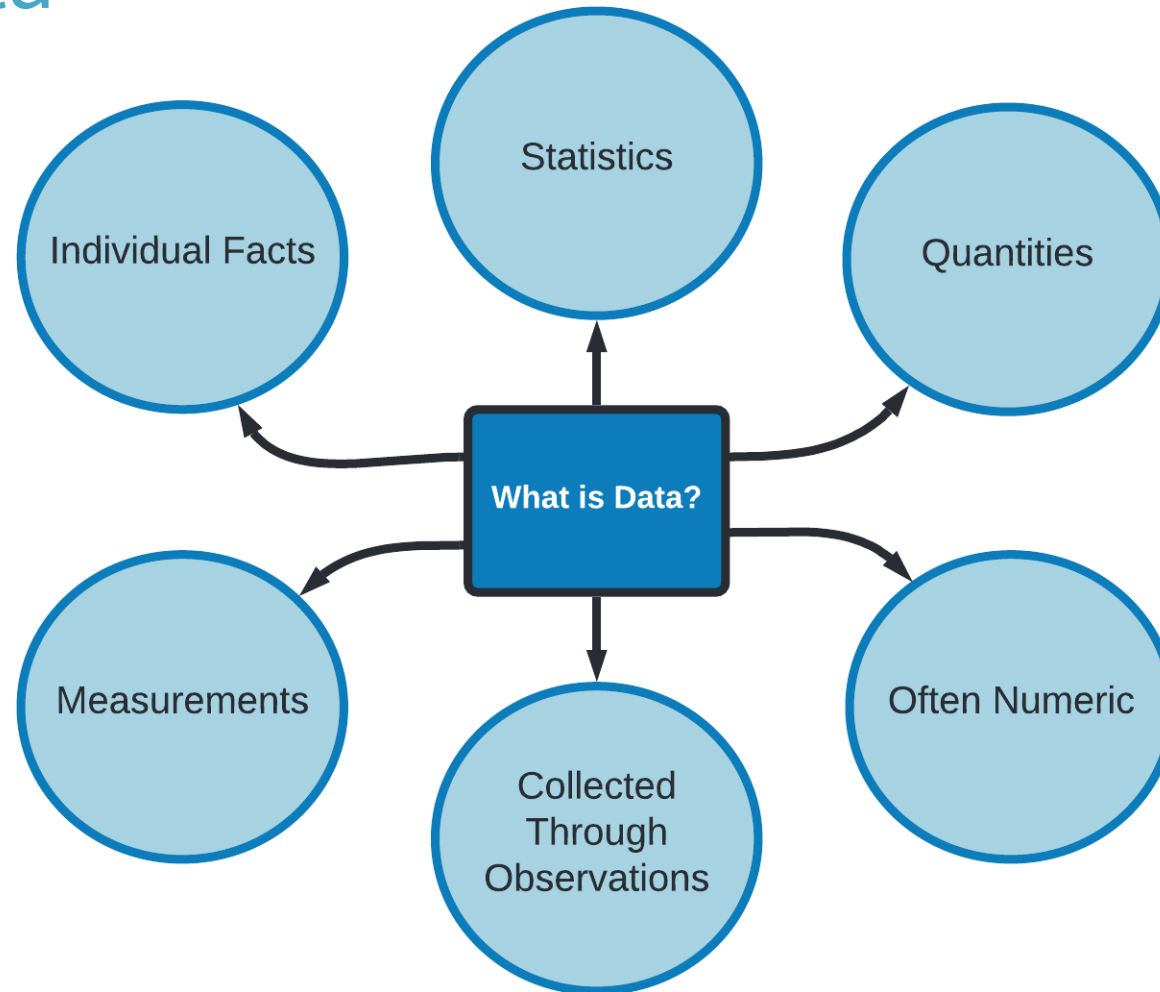 Statistics
Individual Facts
Quantities
What is Data?
Measurements
Often Numeric
Collected
Through
Observations